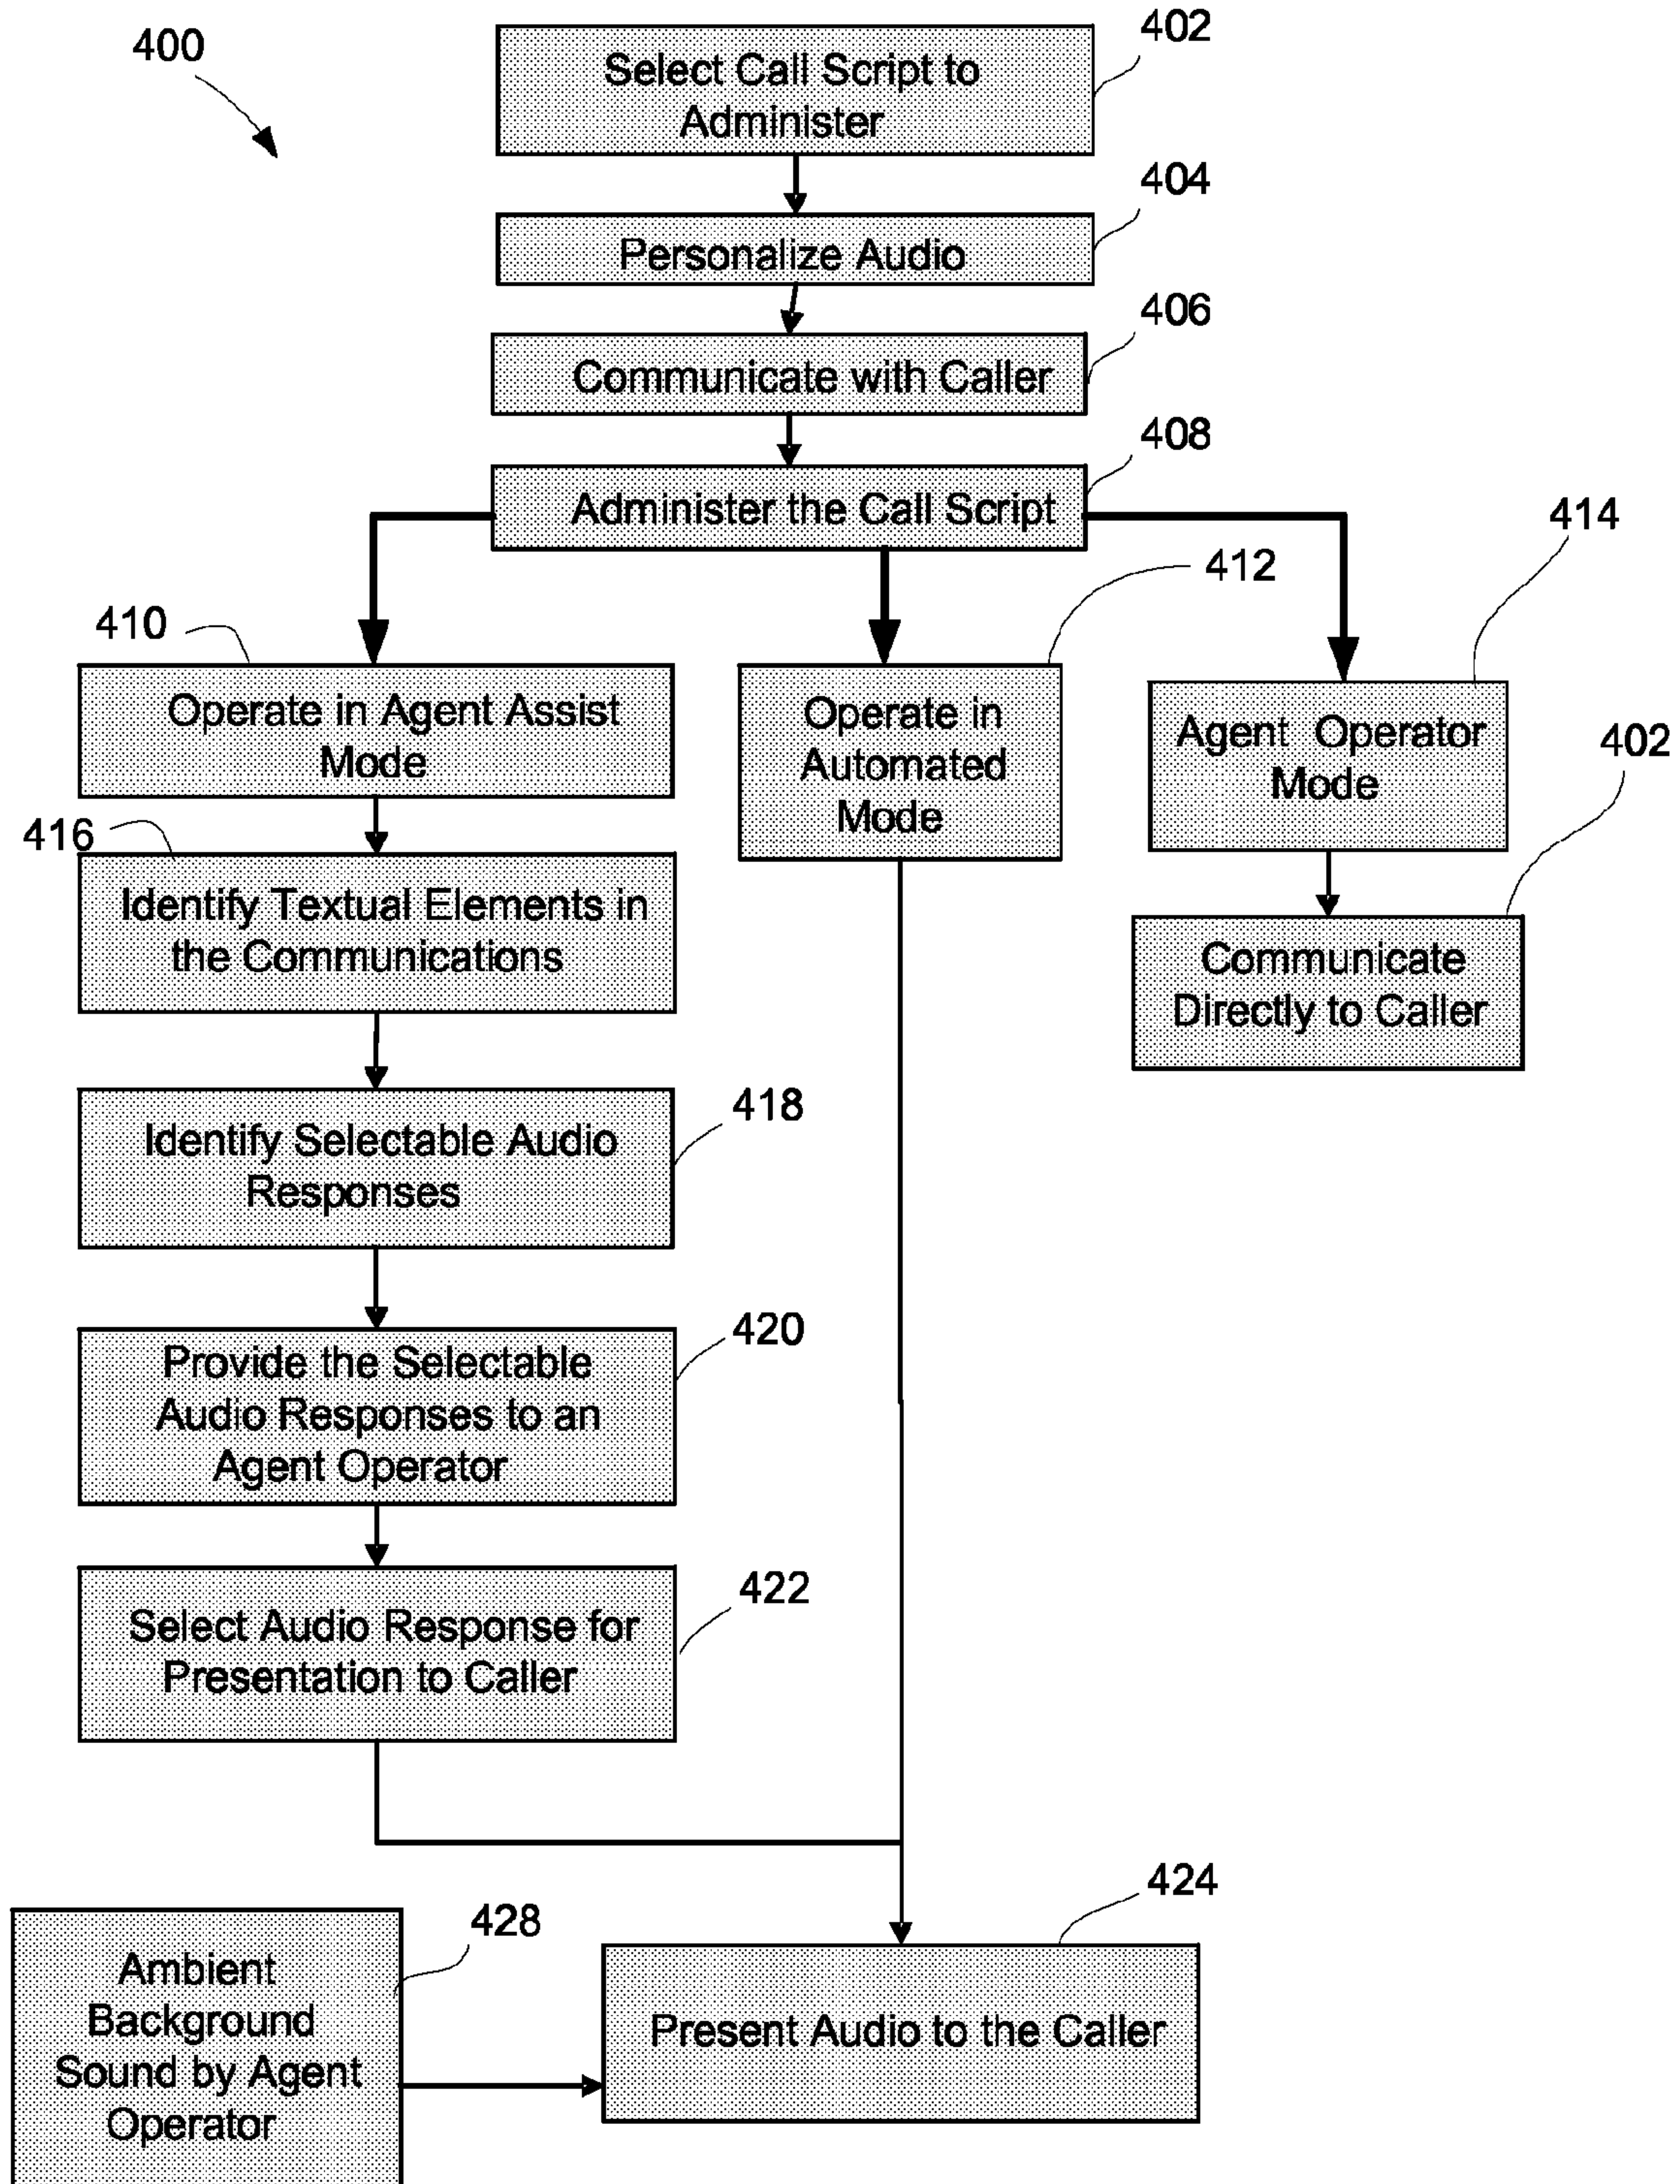 400
402
Select Call Script to
Administer
404
Personalize Audio
406
Communicate with Caller
408
Administer the Call Script
414
412
410
Operate in Agent Assist
Mode
Operate in
Automated
Mode
Agent Operator
Mode
402
416
Identify Textual Elements in
the Communications
Communicate
Directly to Caller
418
Identify Selectable Audio
Responses
420
Provide the Selectable
Audio Responses to an
Agent Operator
422
Select Audio Response for
Presentation to Caller
424
428
Ambient
Background
Sound by Agent
Operator
Present Audio to the Caller